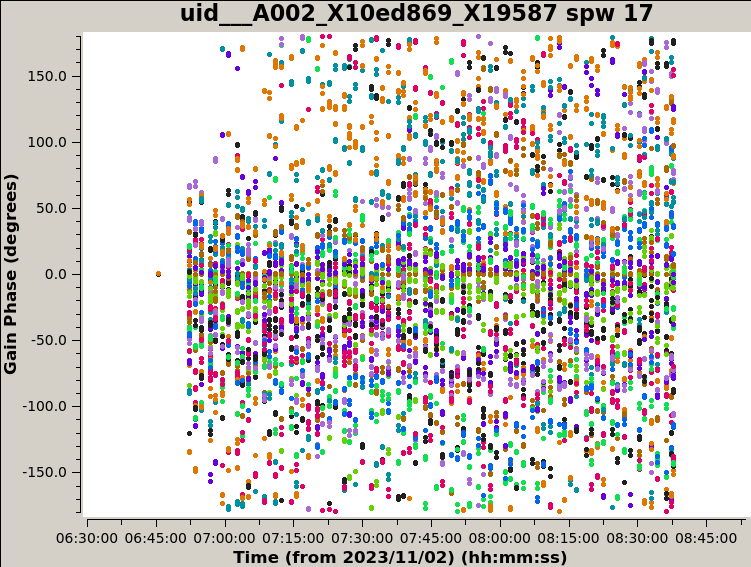 uid___A002_X10ed869_X19587 spw 17
Gain Phase (degrees)
150.0
100.0
50.0
0.0
-50.0
-100.0
-150.0
06:30:00 06:45:00 07:00:00 07:15:00 07:30:00 07:45:00 08:00:00 08:15:00 08:30:00 08:45:00
Time (from 2023/11/02) (hh:mm:ss)